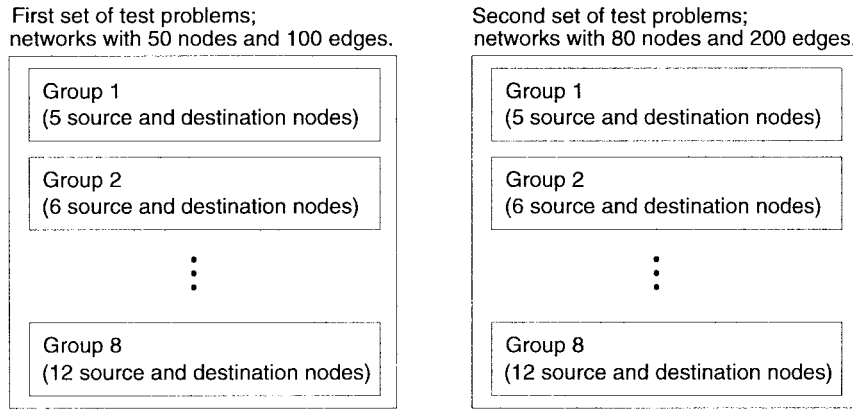 First set of test problems;
networks with 50 nodes and 100 edges.
Group 1
(5 source and destination nodes)
Group 2
(6 source and destination nodes)
Group 8
(12 source and destination nodes)
Second set of test problems;
networks with 80 nodes and 200 edges.
Group 1
(5 source and destination nodes)
Group 2
(6 source and destination nodes)
Group 8
(12 source and destination nodes)